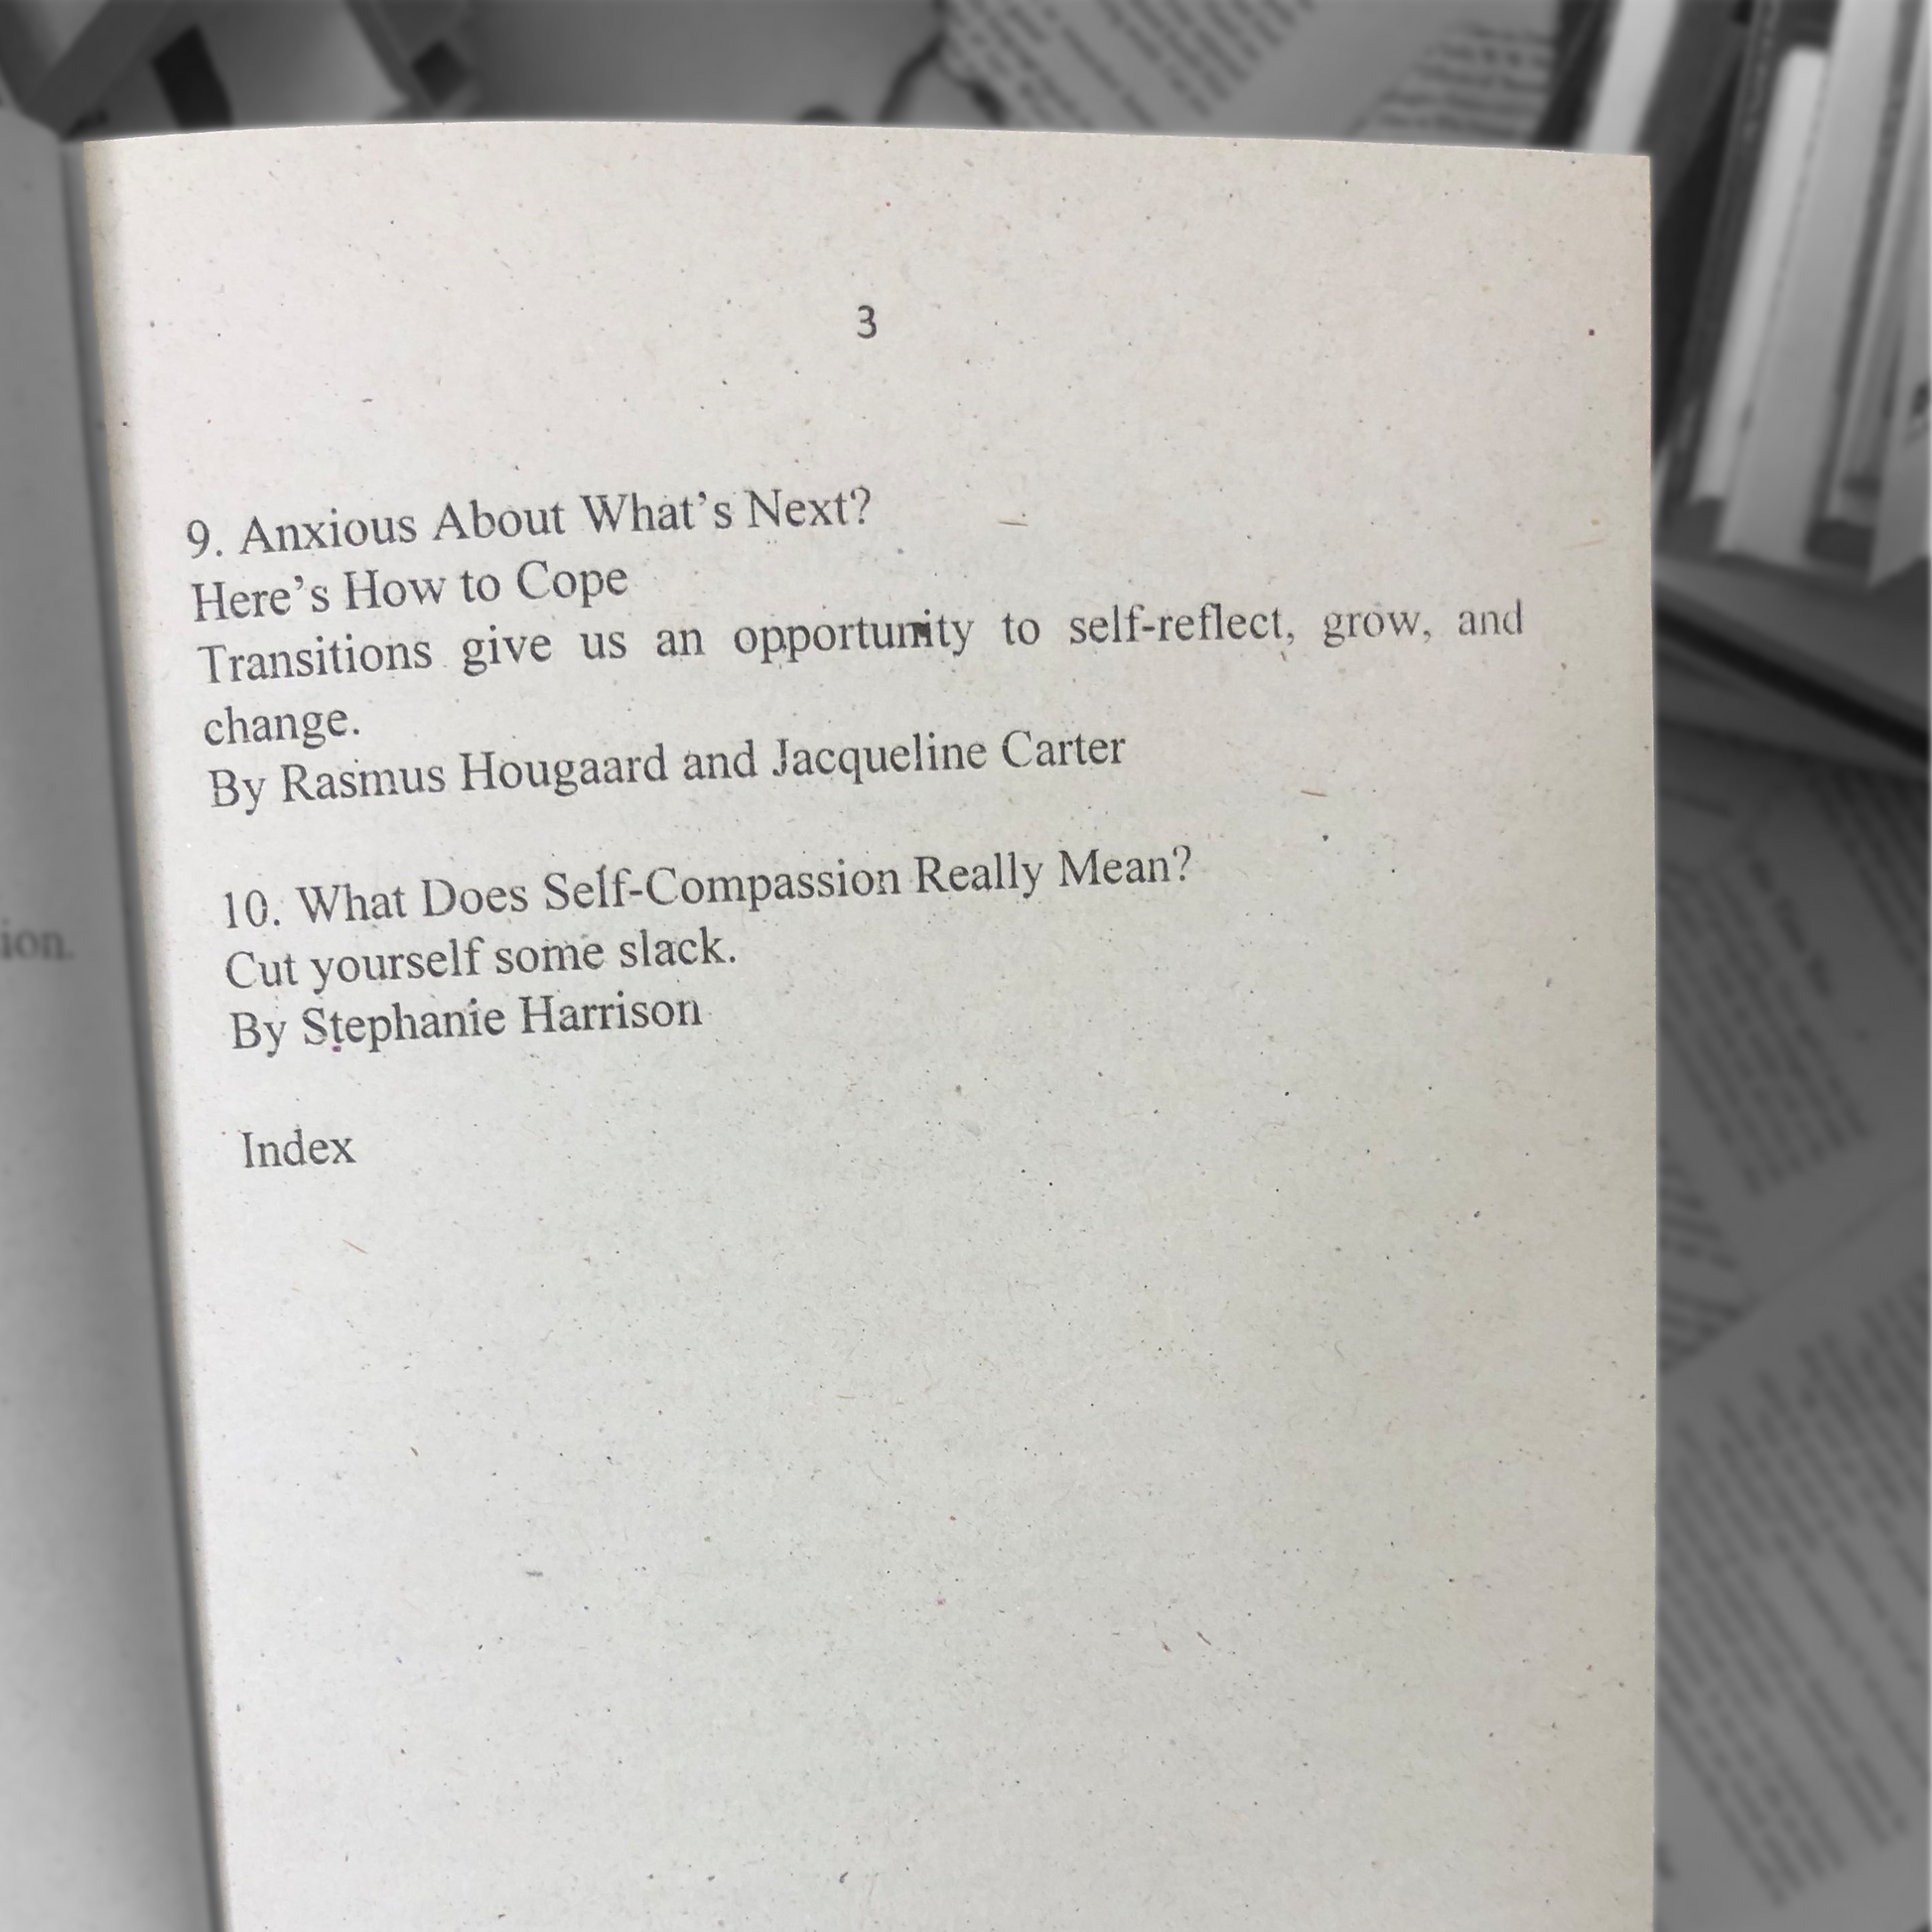 ion.
3
9. Anxious About What’s Next?
Here’s How to Cope
Transitions give us an opportunity to self-reflect, grow, and
change.
By Rasmus Hougaard and Jacqueline Carter
10. What Does Self-Compassion Really Mean?
Cut yourself some slack.
By Stephanie Harrison
Index